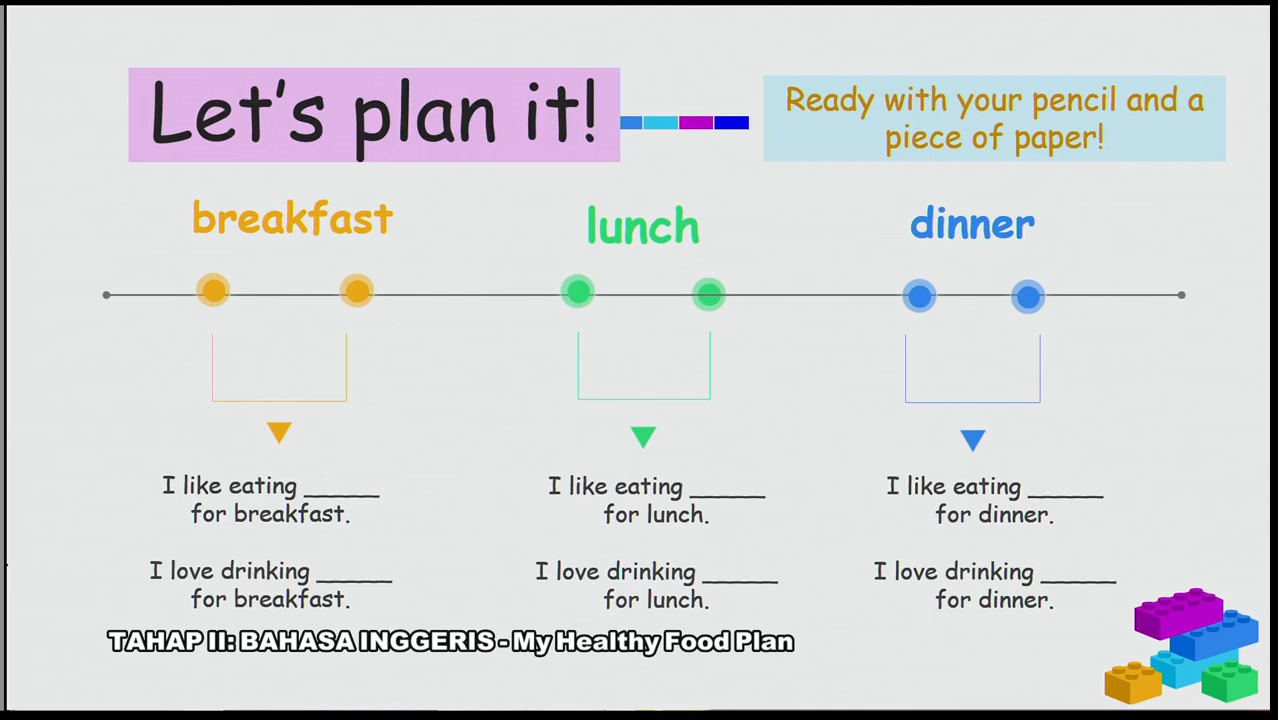 Let's plan it!
Ready with your pencil and a
piece of paper!
breakfast
lunch
dinner
I like eating ______
for breakfast.
I love drinking ______
for breakfast.
I like eating ______
for lunch.
I love drinking ______
for lunch.
I like eating ______
for dinner.
I love drinking ______
for dinner.
TAHAP II: BAHASA INGGERIS - My Healthy Food Plan